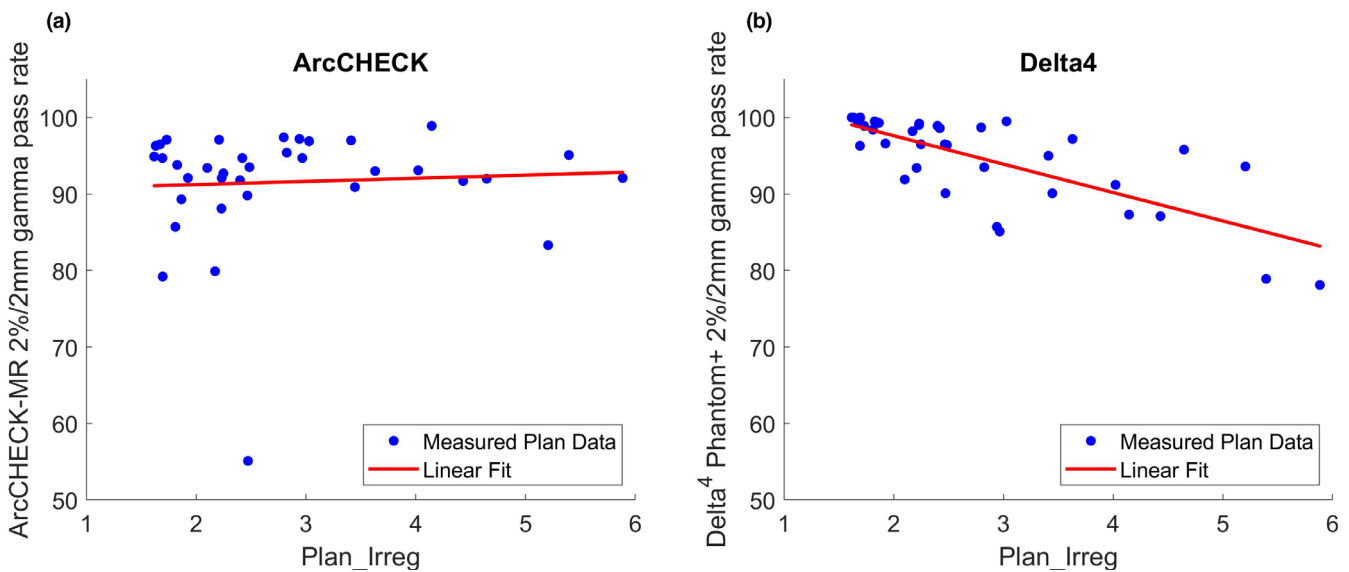 (a)
ArcCHECK
ArcCHECK-MR 2%/2mm gamma pass rate
100
90
80
70
60
50
1
2
3
4
5
6
Plan_Irreg
Measured Plan Data
Linear Fit
(b)
Delta4
Delta⁴ Phantom+ 2%/2mm gamma pass rate
100
90
80
70
60
50
1
2
3
4
5
6
Plan_Irreg
Measured Plan Data
Linear Fit